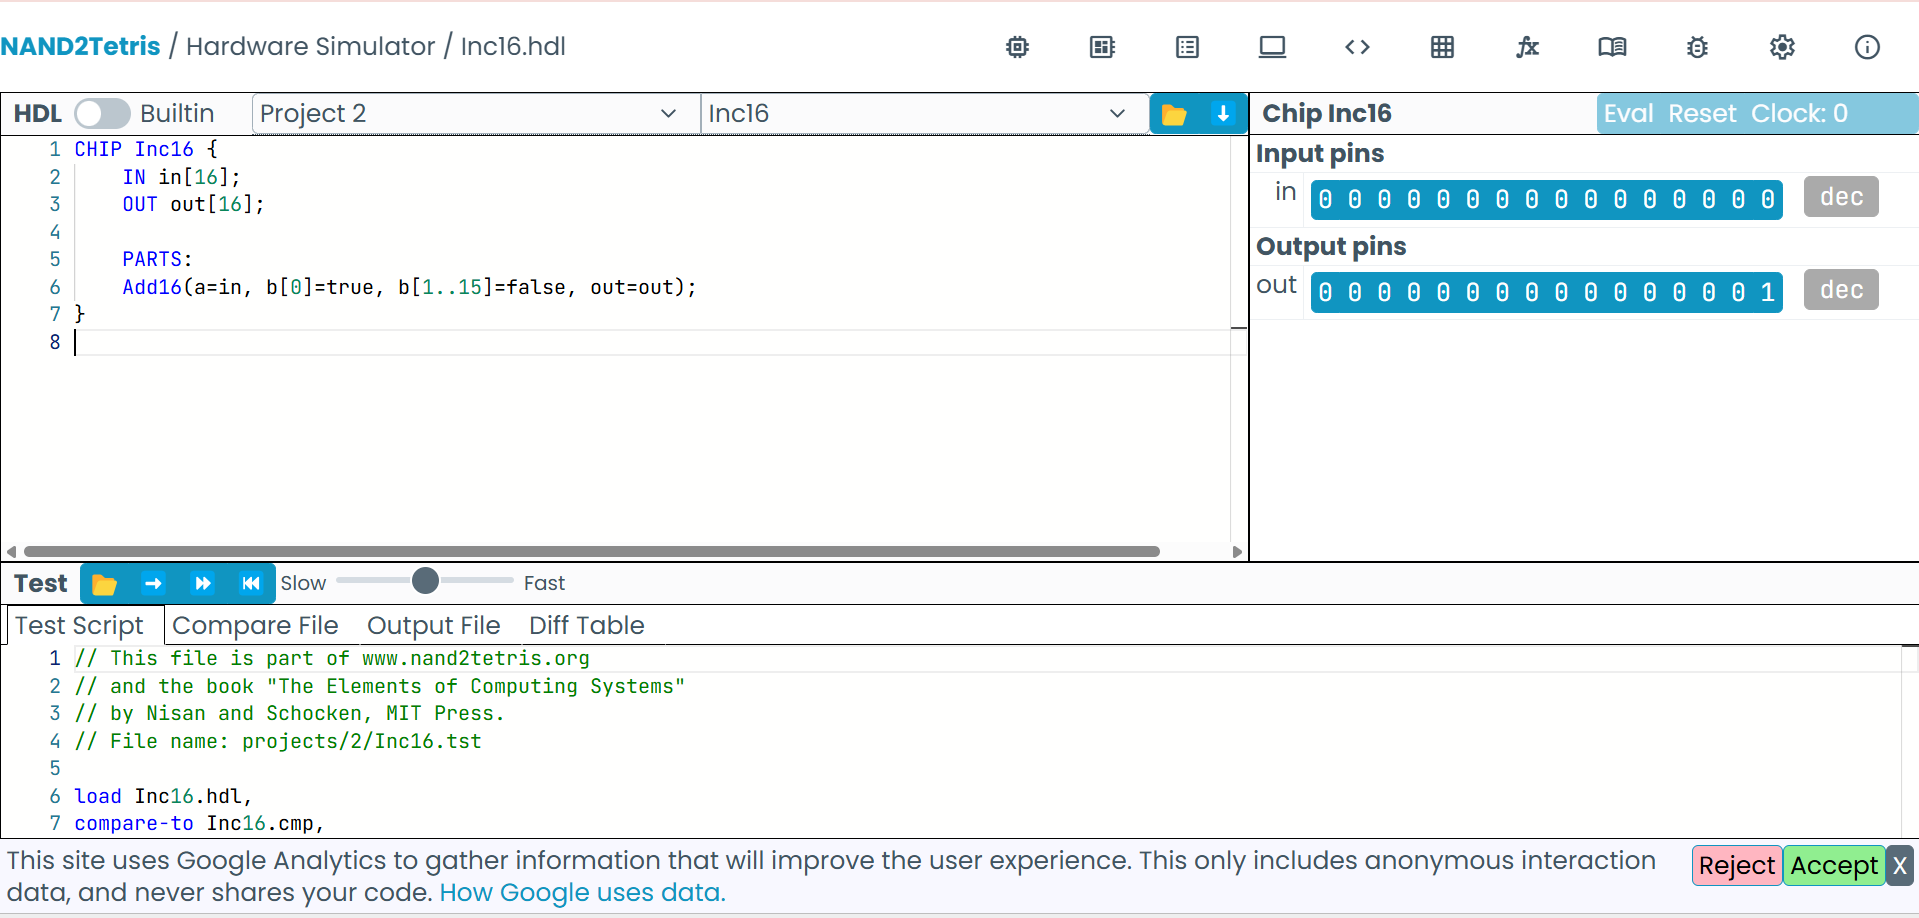 NAND2Tetris / Hardware Simulator / Inc16.hdl
HDL Builtin Project 2 Inc16
Chip Inc16 Eval Reset Clock: 0
1 CHIP Inc16 {
2 IN in[16];
3 OUT out[16];
4
5 PARTS:
6 Add16(a=in, b[0]=true, b[1..15]=false, out=out);
7 }
8
Input pins
in 0 0 0 0 0 0 0 0 0 0 0 0 0 0 0 0 dec
Output pins
out 0 0 0 0 0 0 0 0 0 0 0 0 0 0 0 1 dec
Test Slow Fast
Test Script Compare File Output File Diff Table
1 // This file is part of www.nand2tetris.org
2 // and the book "The Elements of Computing Systems"
3 // by Nisan and Schocken, MIT Press.
4 // File name: projects/2/Inc16.tst
5
6 load Inc16.hdl,
7 compare-to Inc16.cmp,
This site uses Google Analytics to gather information that will improve the user experience. This only includes anonymous interaction
data, and never shares your code. How Google uses data.
Reject Accept X